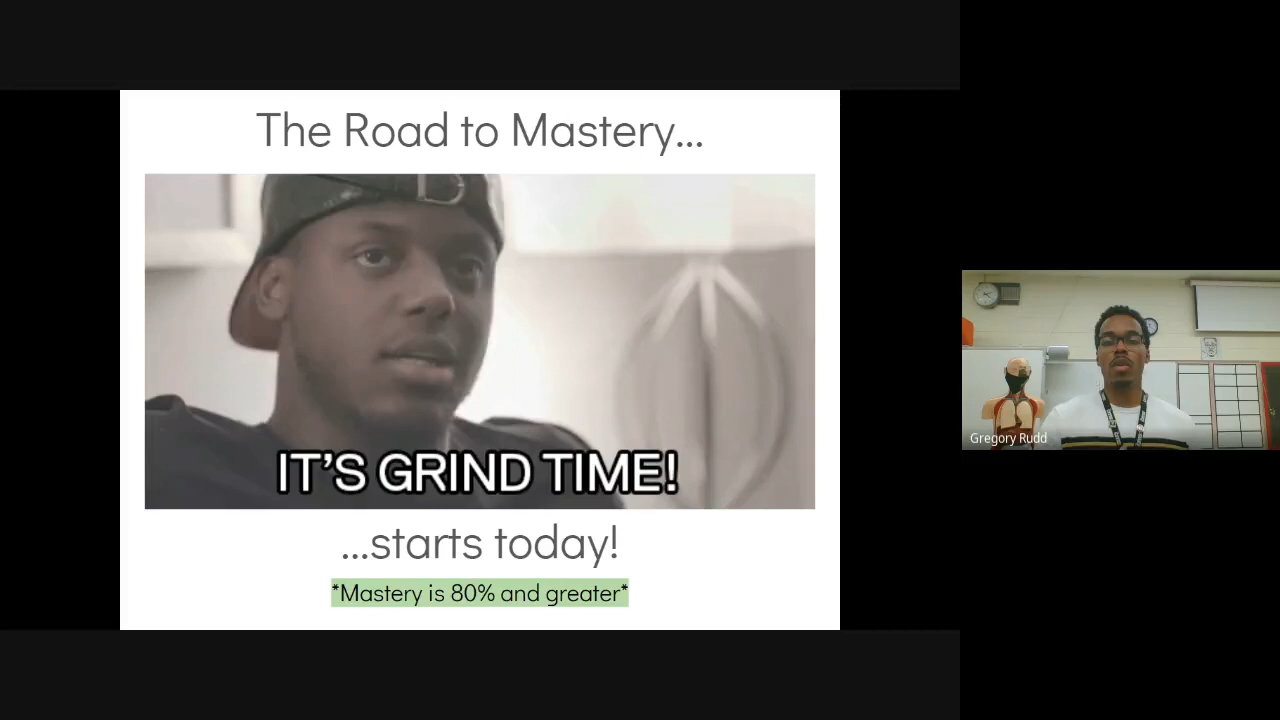 The Road to Mastery...
IT'S GRIND TIME!
...starts today!
*Mastery is 80% and greater*
Gregory Rudd